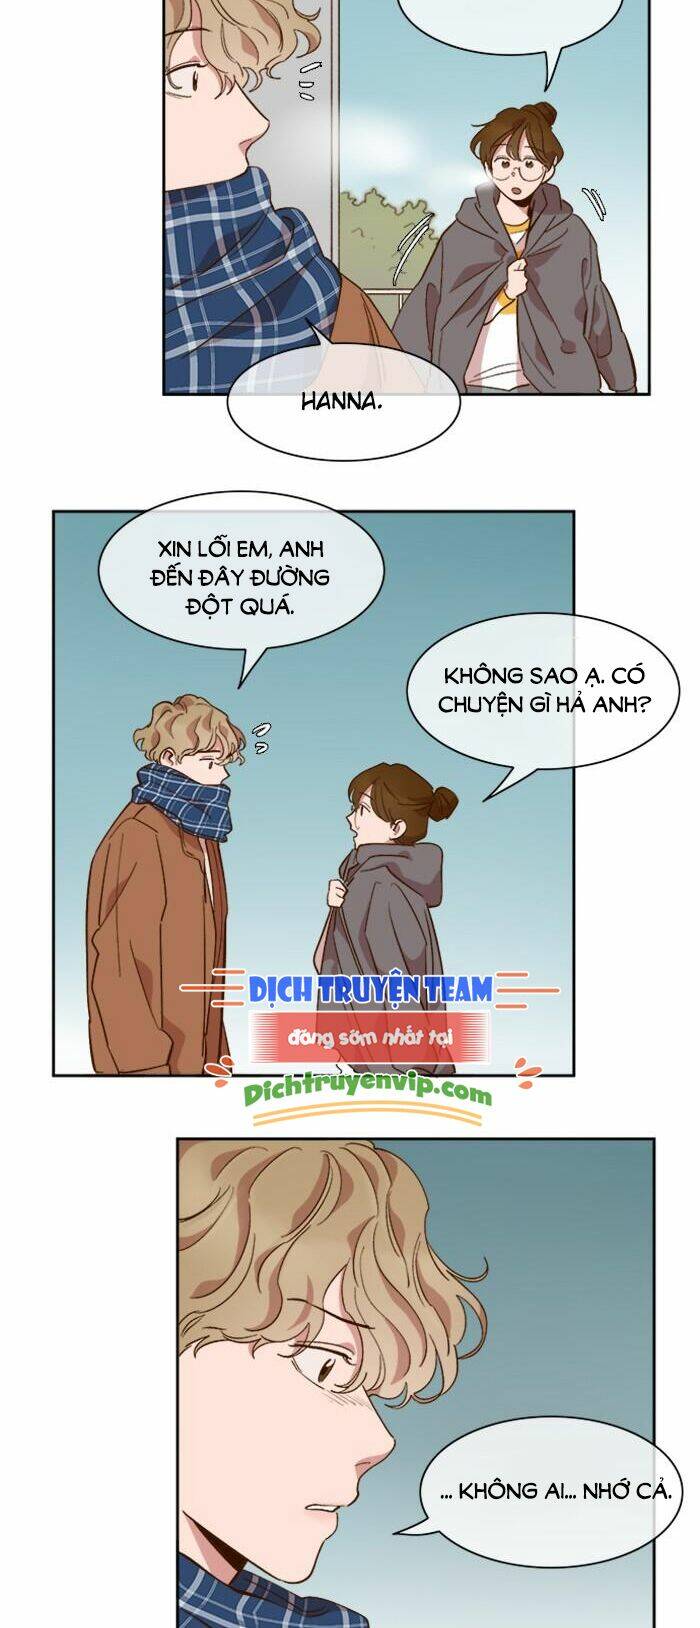 HANNA.
XIN LỖI EM, ANH
ĐẾN ĐÂY ĐƯỜNG
ĐỘT QUÁ.
KHÔNG SAO Ạ. CÓ
CHUYỆN GÌ HẢ ANH?
DỊCH TRUYỆN TEAM
đăng sớm nhất tại
Dichtruyenvip.com
... KHÔNG AI... NHỚ CẢ.